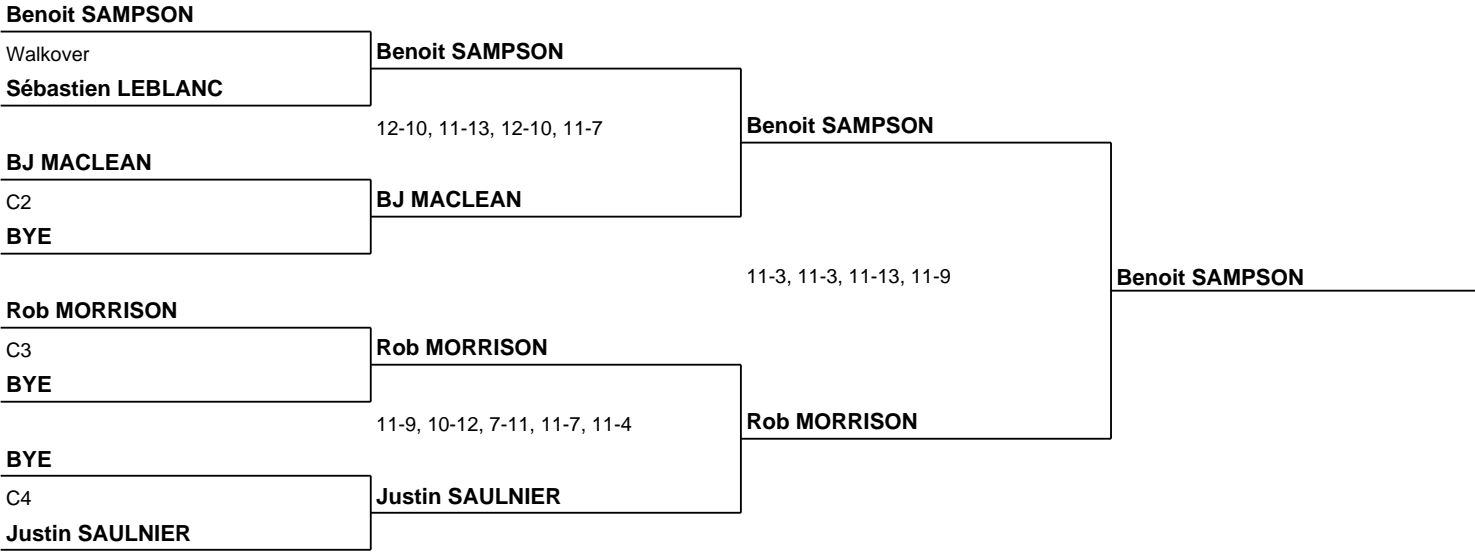 Benoit SAMPSON
Walkover
Sébastien LEBLANC
BJ MACLEAN
C2
BYE
Rob MORRISON
C3
BYE
BYE
C4
Justin SAULNIER
Benoit SAMPSON
12-10, 11-13, 12-10, 11-7
BJ MACLEAN
Rob MORRISON
11-9, 10-12, 7-11, 11-7, 11-4
Justin SAULNIER
Benoit SAMPSON
11-3, 11-3, 11-13, 11-9
Rob MORRISON
Benoit SAMPSON